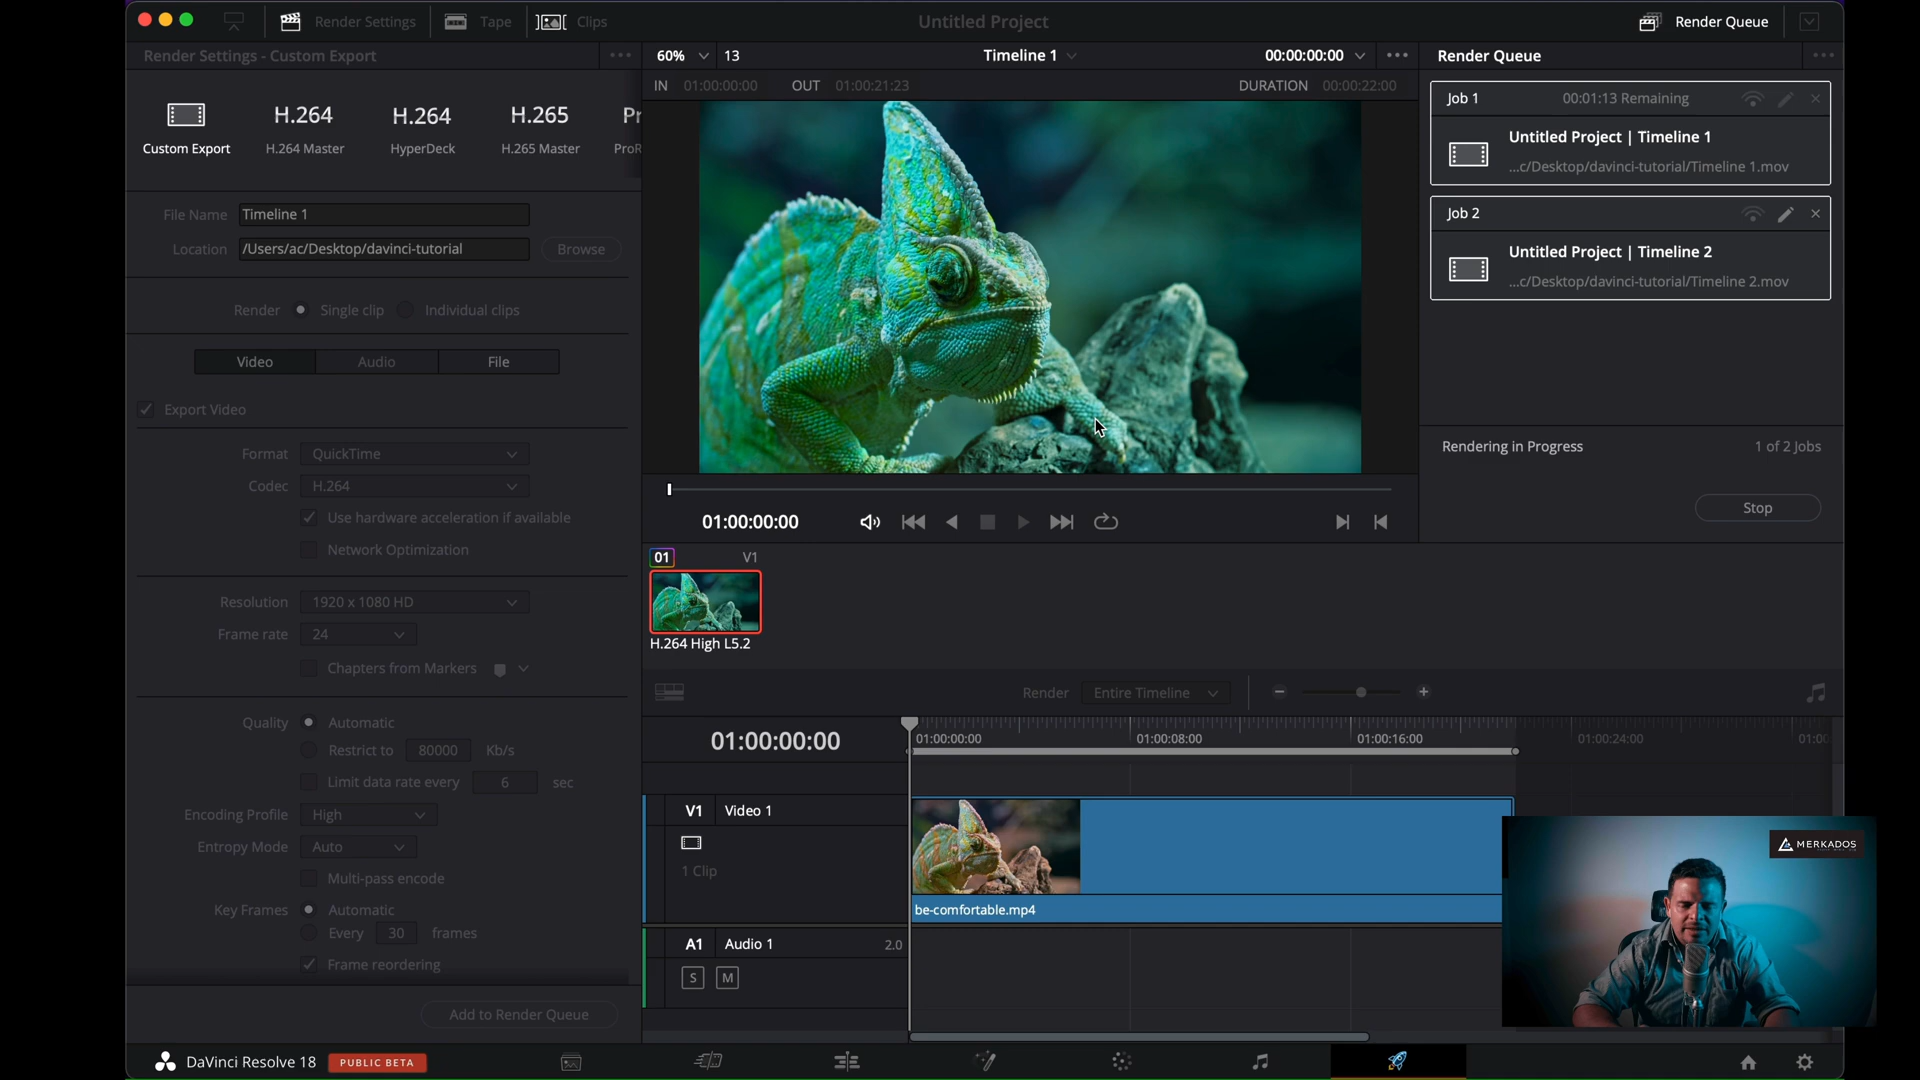 Render Settings
Tape
Clips
Untitled Project
Render Queue
Render Settings - Custom Export
60%
13
Timeline 1
00:00:00:00
Render Queue
IN 01:00:00:00
OUT 01:00:21:23
DURATION 00:00:22:00
H.264
H.264
H.265
Pr
Custom Export
H.264 Master
HyperDeck
H.265 Master
ProR
Job 1
00:01:13 Remaining
Untitled Project | Timeline 1
...c/Desktop/davinci-tutorial/Timeline 1.mov
Job 2
Untitled Project | Timeline 2
...c/Desktop/davinci-tutorial/Timeline 2.mov
File Name Timeline 1
Location /Users/ac/Desktop/davinci-tutorial Browse
Render Single clip Individual clips
Video Audio File
Export Video
Format QuickTime
Codec H.264
Use hardware acceleration if available
Network Optimization
Rendering in Progress
1 of 2 Jobs
Stop
01:00:00:00
01 V1
H.264 High L5.2
Resolution 1920 x 1080 HD
Frame rate 24
Chapters from Markers
Quality Automatic
Restrict to 80000 Kb/s
Limit data rate every 6 sec
Encoding Profile High
Entropy Mode Auto
Multi-pass encode
Key Frames Automatic
Every 30 frames
Frame reordering
Add to Render Queue
Render Entire Timeline
01:00:00:00
01:00:00:00
01:00:08:00
01:00:16:00
01:00:24:00
01:00
V1 Video 1
1 Clip
be-comfortable.mp4
A1 Audio 1 2.0
S M
MERKADOS
DaVinci Resolve 18
PUBLIC BETA